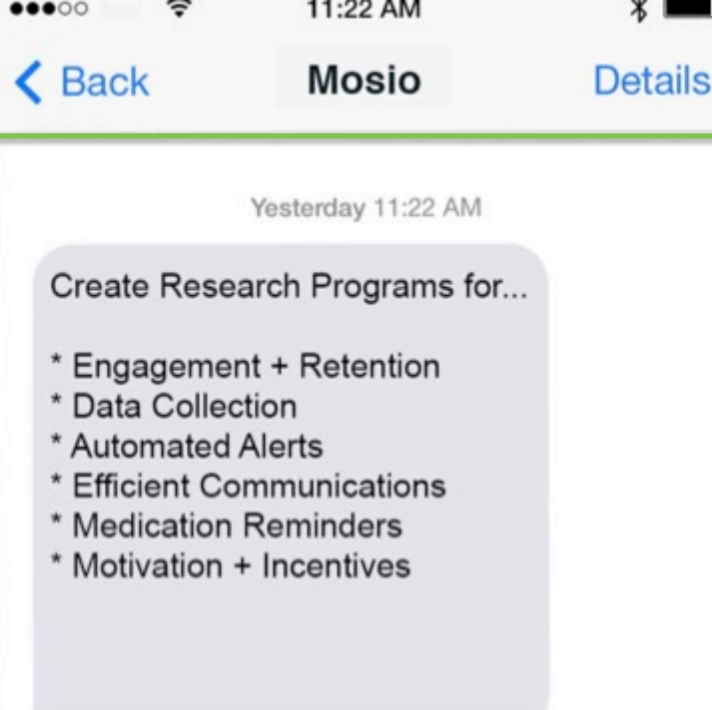 11:22 AM
Back Mosio Details
Yesterday 11:22 AM
Create Research Programs for...
* Engagement + Retention
* Data Collection
* Automated Alerts
* Efficient Communications
* Medication Reminders
* Motivation + Incentives